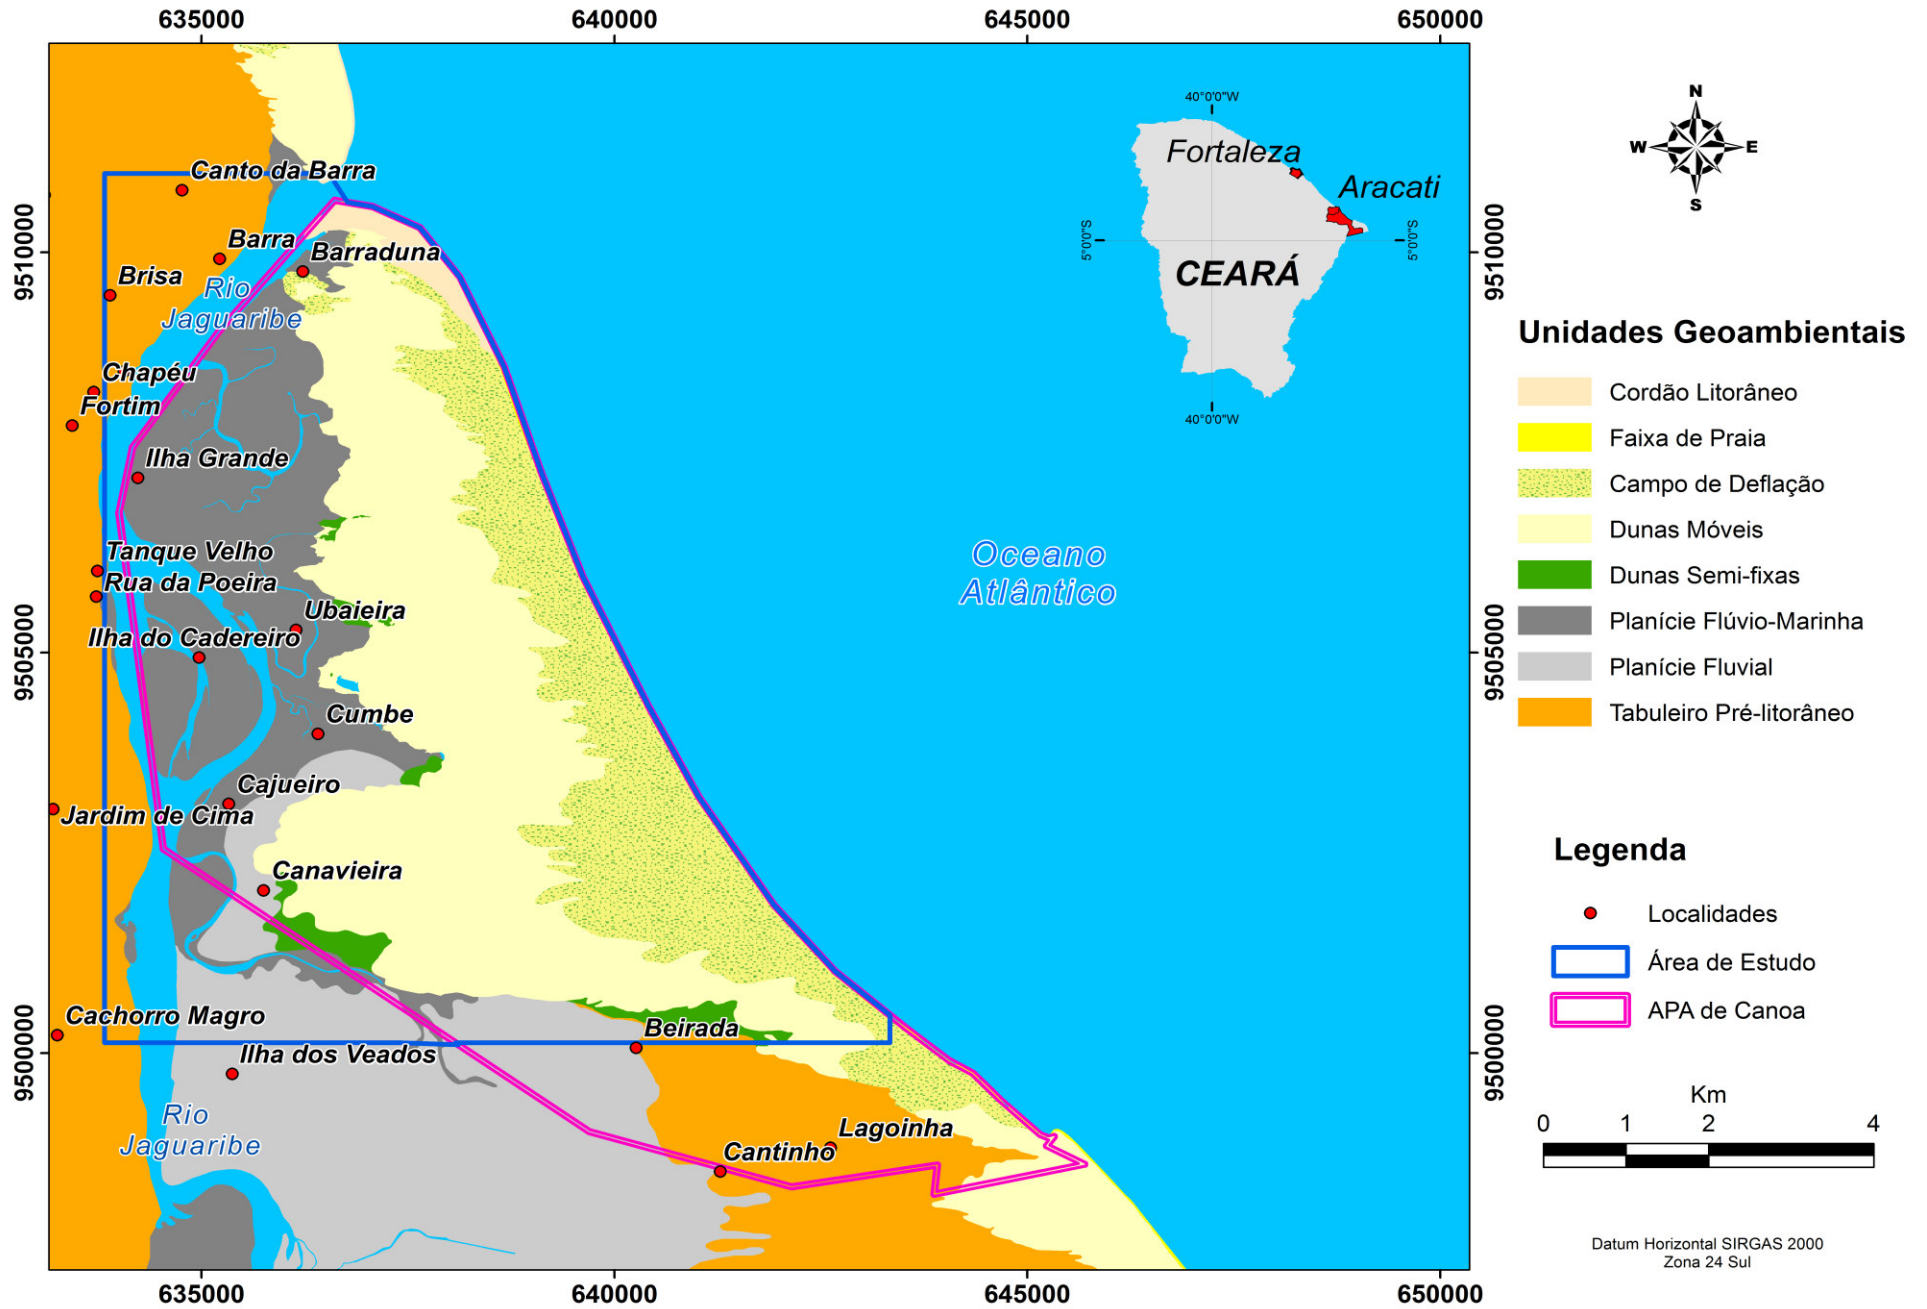 635000
640000
645000
650000
9510000
9505000
9500000
9510000
9505000
9500000
635000
640000
645000
650000
Canto da Barra
Barra
Barraduna
Brisa
Rio
Jaguaribe
Chapéu
Fortim
Ilha Grande
Tanque Velho
Rua da Poeira
Ubaieira
Ilha do Cadereiro
Cumbe
Cajueiro
Jardim de Cima
Canavieira
Cachorro Magro
Beirada
Ilha dos Veados
Rio
Jaguaribe
Lagoinha
Cantinho
Oceano
Atlântico
40°0'0"W
Fortaleza
Aracati
5°0'0"S
5°0'0"S
CEARÁ
40°0'0"W
N
W
E
S
Unidades Geoambientais
Cordão Litorâneo
Faixa de Praia
Campo de Deflação
Dunas Móveis
Dunas Semi-fixas
Planície Flúvio-Marinha
Planície Fluvial
Tabuleiro Pré-litorâneo
Legenda
Localidades
Área de Estudo
APA de Canoa
Km
0 1 2 4
Datum Horizontal SIRGAS 2000
Zona 24 Sul